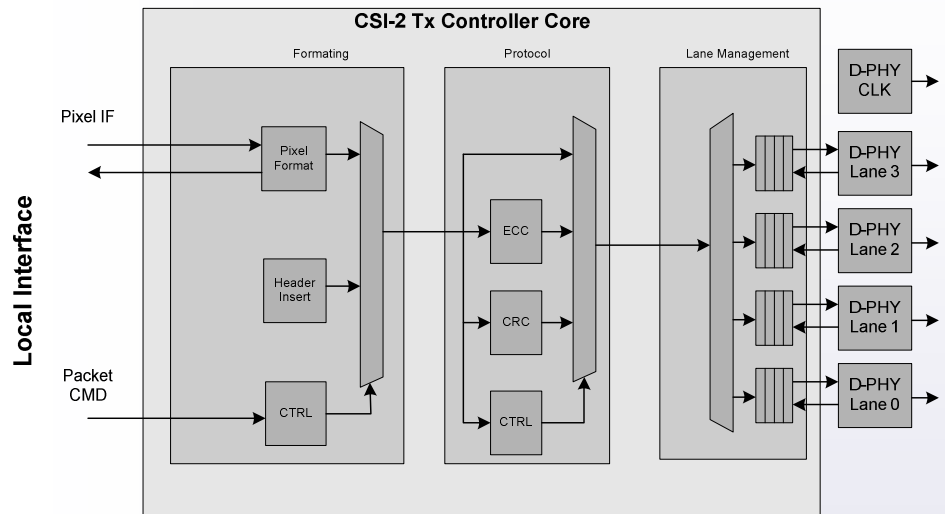 CSI-2 Tx Controller Core
Formating
Protocol
Lane Management
Local Interface
Pixel IF
Packet
CMD
Pixel
Format
Header
Insert
CTRL
ECC
CRC
CTRL
D-PHY
CLK
D-PHY
Lane 3
D-PHY
Lane 2
D-PHY
Lane 1
D-PHY
Lane 0